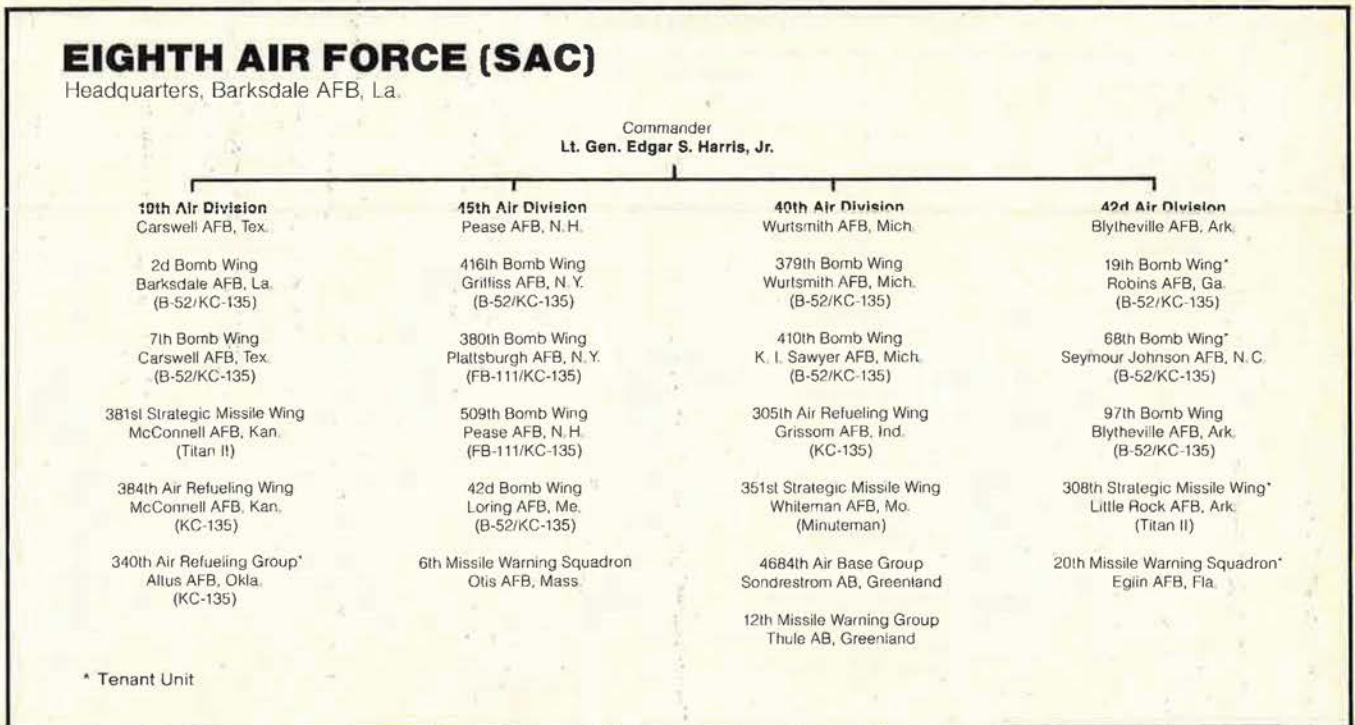 EIGHTH AIR FORCE (SAC)
Headquarters, Barksdale AFB, La.
Commander
Lt. Gen. Edgar S. Harris, Jr.
19th Air Division
Carswell AFB, Tex.
2d Bomb Wing
Barksdale AFB, La.
(B-52/KC-135)
7th Bomb Wing
Carswell AFB, Tex.
(B-52/KC-135)
381st Strategic Missile Wing
McConnell AFB, Kan.
(Titan II)
384th Air Refueling Wing
McConnell AFB, Kan.
(KC-135)
340th Air Refueling Group*
Altus AFB, Okla.
(KC-135)
45th Air Division
Pease AFB, N.H.
416th Bomb Wing
Griffiss AFB, N.Y.
(B-52/KC-135)
380th Bomb Wing
Plattsburgh AFB, N.Y.
(FB-111/KC-135)
509th Bomb Wing
Pease AFB, N.H.
(FB-111/KC-135)
42d Bomb Wing
Loring AFB, Me.
(B-52/KC-135)
6th Missile Warning Squadron
Otis AFB, Mass.
40th Air Division
Wurtsmith AFB, Mich.
379th Bomb Wing
Wurtsmith AFB, Mich.
(B-52/KC-135)
410th Bomb Wing
K. I. Sawyer AFB, Mich.
(B-52/KC-135)
305th Air Refueling Wing
Grissom AFB, Ind.
(KC-135)
351st Strategic Missile Wing
Whiteman AFB, Mo.
(Minuteman)
4684th Air Base Group
Sondrestrom AB, Greenland
12th Missile Warning Group
Thule AB, Greenland
42d Air Division
Blytheville AFB, Ark.
19th Bomb Wing*
Robins AFB, Ga.
(B-52/KC-135)
68th Bomb Wing*
Seymour Johnson AFB, N.C.
(B-52/KC-135)
97th Bomb Wing
Blytheville AFB, Ark.
(B-52/KC-135)
308th Strategic Missile Wing*
Little Rock AFB, Ark.
(Titan II)
20th Missile Warning Squadron*
Eglin AFB, Fla.
* Tenant Unit